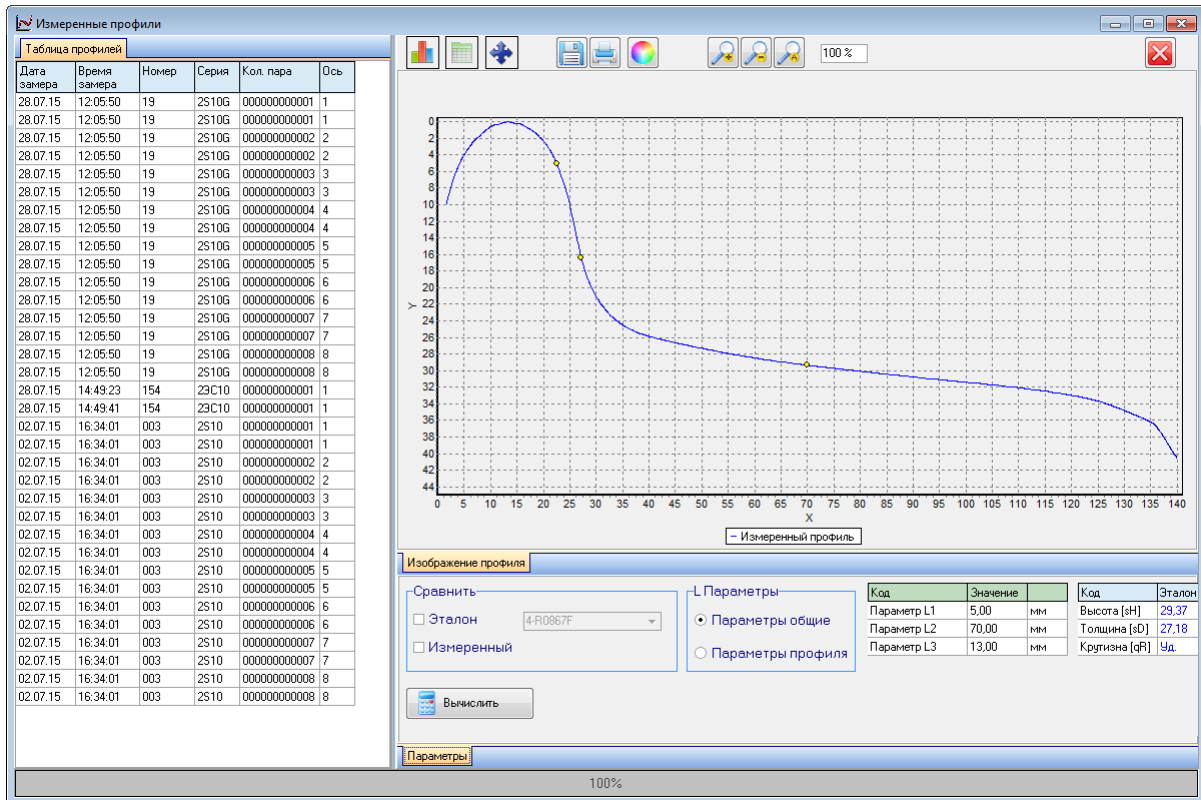 Измеренные профили
Таблица профилей
100 %
Дата замера Время замера Номер Серия Кол. пара Ось
28.07.15 12:05:50 19 2S10G 000000000001 1
28.07.15 12:05:50 19 2S10G 000000000001 1
28.07.15 12:05:50 19 2S10G 000000000002 2
28.07.15 12:05:50 19 2S10G 000000000002 2
28.07.15 12:05:50 19 2S10G 000000000003 3
28.07.15 12:05:50 19 2S10G 000000000003 3
28.07.15 12:05:50 19 2S10G 000000000004 4
28.07.15 12:05:50 19 2S10G 000000000004 4
28.07.15 12:05:50 19 2S10G 000000000005 5
28.07.15 12:05:50 19 2S10G 000000000005 5
28.07.15 12:05:50 19 2S10G 000000000006 6
28.07.15 12:05:50 19 2S10G 000000000006 6
28.07.15 12:05:50 19 2S10G 000000000007 7
28.07.15 12:05:50 19 2S10G 000000000007 7
28.07.15 12:05:50 19 2S10G 000000000008 8
28.07.15 12:05:50 19 2S10G 000000000008 8
28.07.15 14:49:23 154 2ЭС10 000000000001 1
28.07.15 14:49:41 154 2ЭС10 000000000001 1
02.07.15 16:34:01 003 2S10 000000000001 1
02.07.15 16:34:01 003 2S10 000000000001 1
02.07.15 16:34:01 003 2S10 000000000002 2
02.07.15 16:34:01 003 2S10 000000000002 2
02.07.15 16:34:01 003 2S10 000000000003 3
02.07.15 16:34:01 003 2S10 000000000003 3
02.07.15 16:34:01 003 2S10 000000000004 4
02.07.15 16:34:01 003 2S10 000000000004 4
02.07.15 16:34:01 003 2S10 000000000005 5
02.07.15 16:34:01 003 2S10 000000000005 5
02.07.15 16:34:01 003 2S10 000000000006 6
02.07.15 16:34:01 003 2S10 000000000006 6
02.07.15 16:34:01 003 2S10 000000000007 7
02.07.15 16:34:01 003 2S10 000000000007 7
02.07.15 16:34:01 003 2S10 000000000008 8
02.07.15 16:34:01 003 2S10 000000000008 8
0
2
4
6
8
10
12
14
16
18
20
22
24
26
28
30
32
34
36
38
40
42
44
Y
0 5 10 15 20 25 30 35 40 45 50 55 60 65 70 75 80 85 90 95 100 105 110 115 120 125 130 135 140
X
Измеренный профиль
Изображение профиля
Сравнить
Эталон 4-R0867F
Измеренный
L Параметры
Параметры общие
Параметры профиля
Код Значение
Параметр L1 5,00 мм
Параметр L2 70,00 мм
Параметр L3 13,00 мм
Код Эталон
Высота [sH] 29,37
Толщина [sD] 27,18
Крутизна [qR] Уд.
Вычислить
Параметры
100%